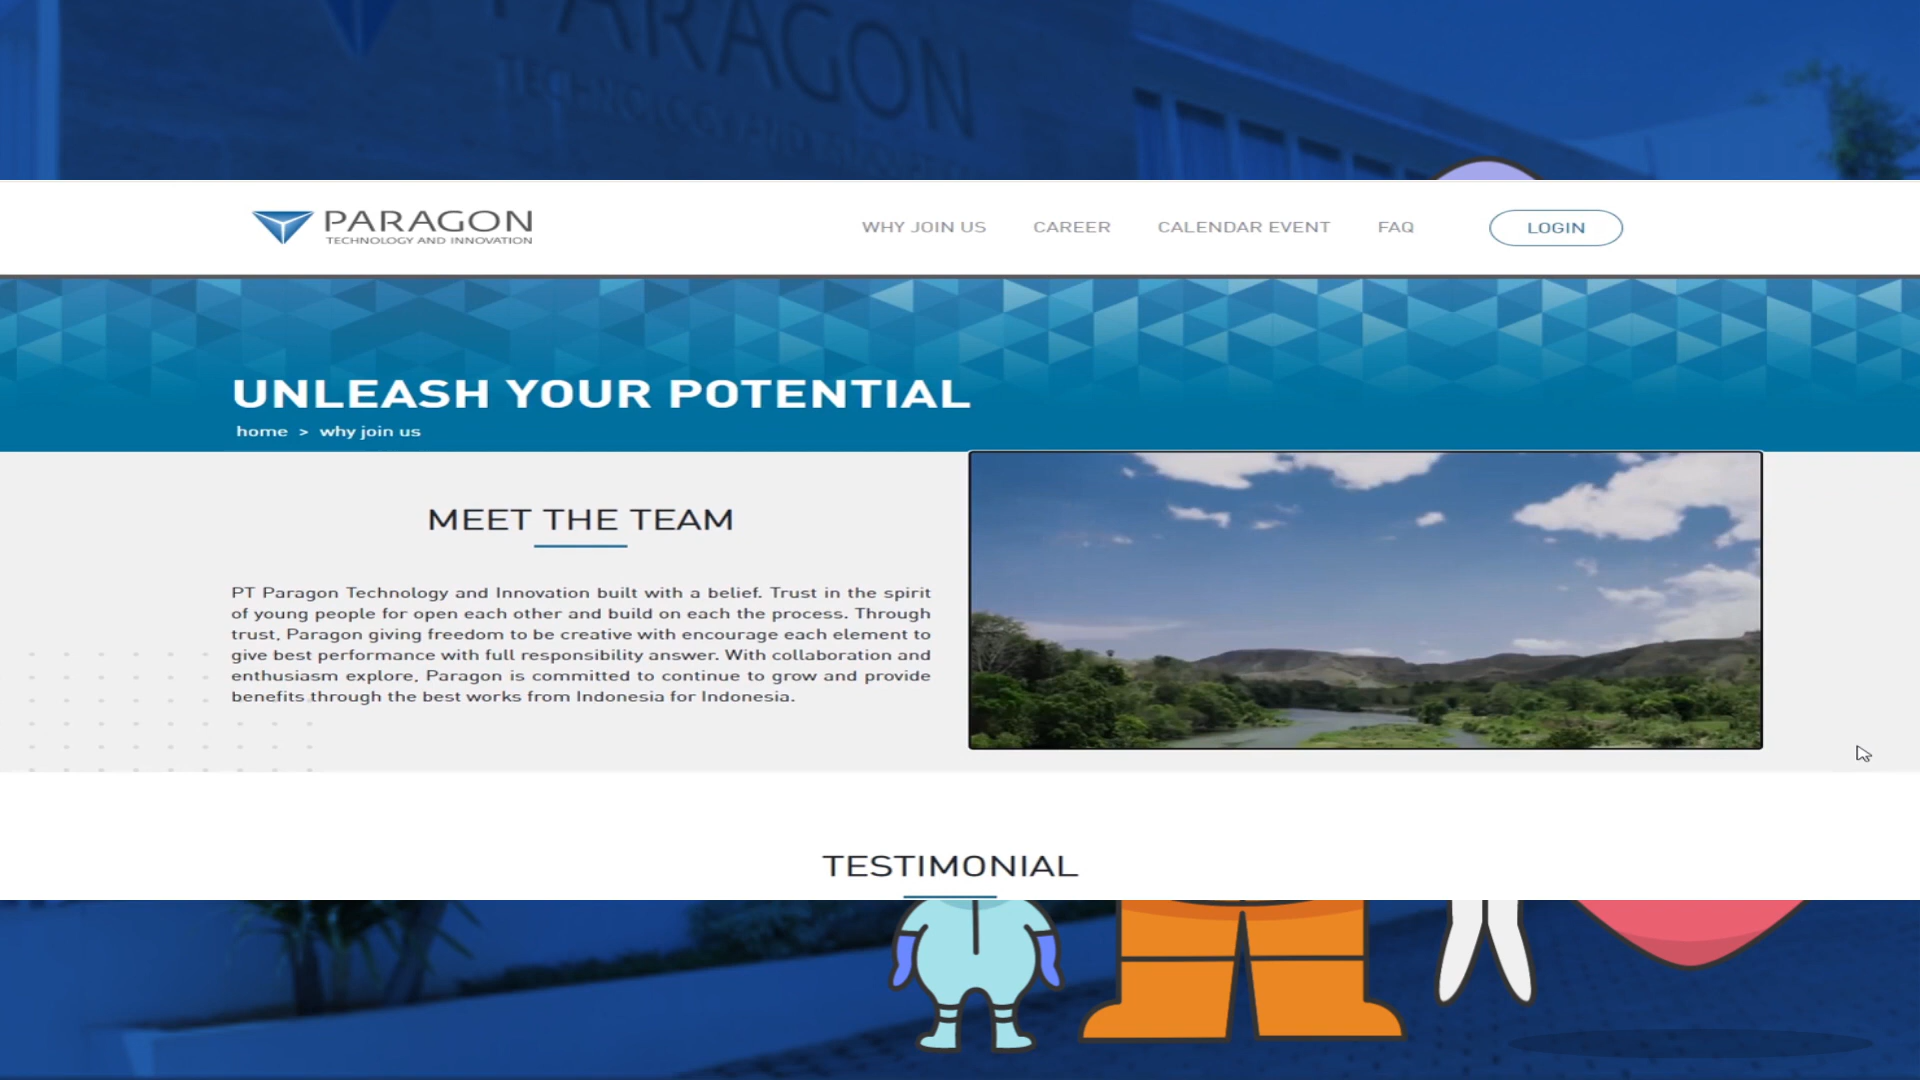 PARAGON
PARAGON
TECHNOLOGY AND INNOVATION
WHY JOIN US
CAREER
CALENDAR EVENT
FAQ
LOGIN
UNLEASH YOUR POTENTIAL
home > why join us
MEET THE TEAM
PT Paragon Technology and Innovation built with a belief. Trust in the spirit
of young people for open each other and build on each the process. Through
trust, Paragon giving freedom to be creative with encourage each element to
give best performance with full responsibility answer. With collaboration and
enthusiasm explore, Paragon is committed to continue to grow and provide
benefits through the best works from Indonesia for Indonesia.
TESTIMONIAL